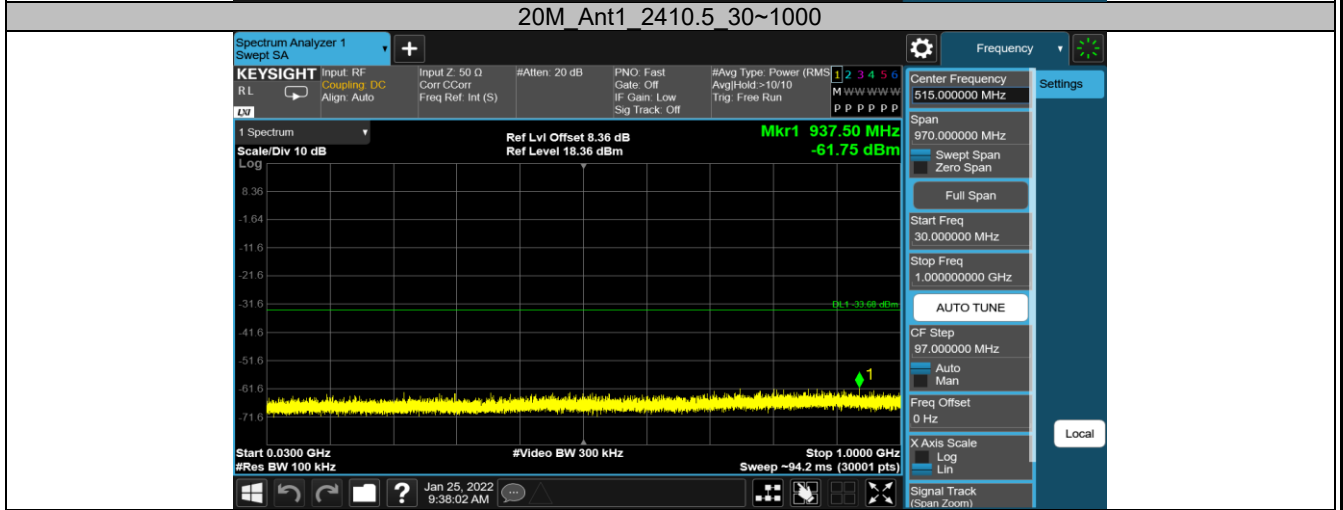 20M_Ant1_2410.5_30~1000
Spectrum Analyzer 1
Swept SA
Frequency
KEYSIGHT
RL
LXI
Input: RF
Coupling: DC
Align: Auto
Input Z: 50 Ω
Corr CCorr
Freq Ref: Int (S)
#Atten: 20 dB
PNO: Fast
Gate: Off
IF Gain: Low
Sig Track: Off
#Avg Type: Power (RMS
Avg|Hold:>10/10
Trig: Free Run
1 2 3 4 5 6
M W W W W W
P P P P P P
1 Spectrum
Scale/Div 10 dB
Log
Ref Lvl Offset 8.36 dB
Ref Level 18.36 dBm
Mkr1 937.50 MHz
-61.75 dBm
8.36
-1.64
-11.6
-21.6
-31.6
-41.6
-51.6
-61.6
-71.6
DL1 -33.68 dBm
1
Start 0.0300 GHz
#Res BW 100 kHz
#Video BW 300 kHz
Stop 1.0000 GHz
Sweep ~94.2 ms (30001 pts)
?
Jan 25, 2022
9:38:02 AM
Center Frequency
515.000000 MHz
Span
970.000000 MHz
Swept Span
Zero Span
Full Span
Start Freq
30.000000 MHz
Stop Freq
1.000000000 GHz
AUTO TUNE
CF Step
97.000000 MHz
Auto
Man
Freq Offset
0 Hz
X Axis Scale
Log
Lin
Signal Track
(Span Zoom)
Settings
Local